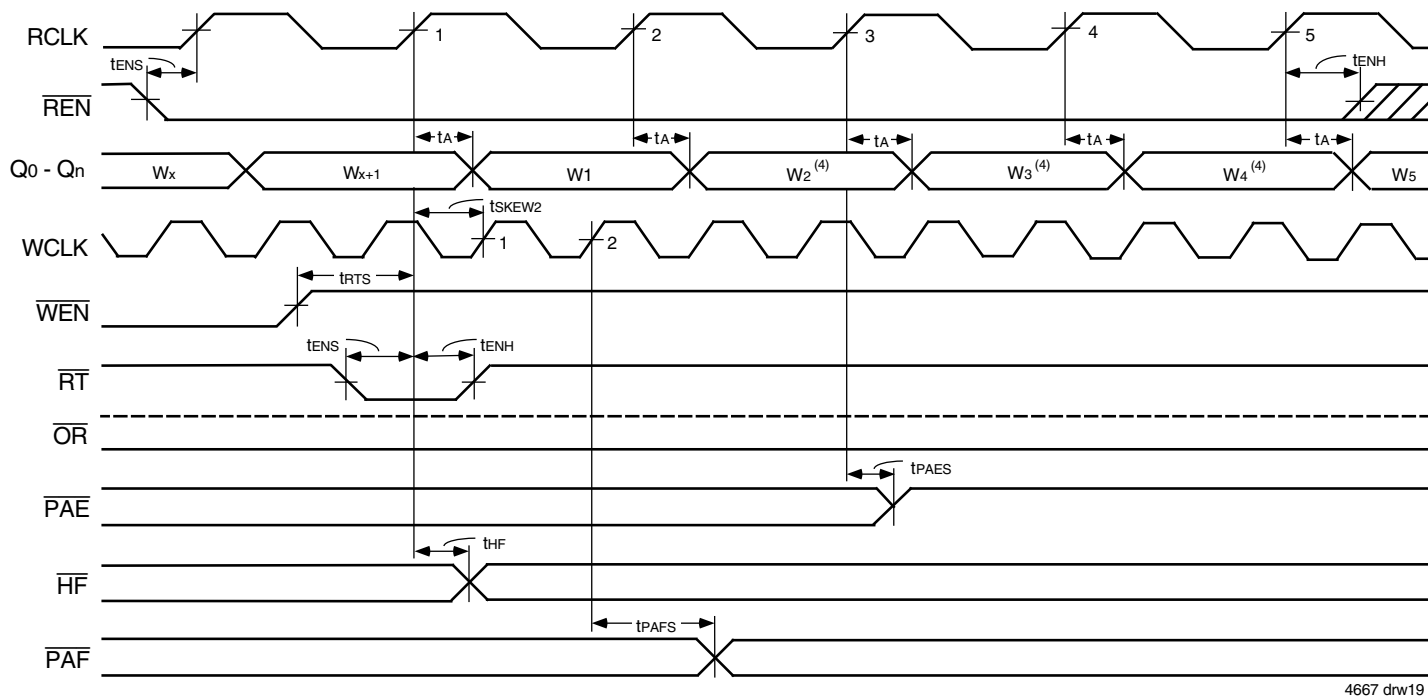 RCLK 1 2 3 4 5
tENS tENH
REN
tA tA tA tA tA
Q0 - Qn Wx Wx+1 W1 W2 (4) W3 (4) W4 (4) W5
tSKEW2
WCLK 1 2
tRTS
WEN
tENS tENH
RT
OR
tPAES
PAE
tHF
HF
tPAFS
PAF
4667 drw19